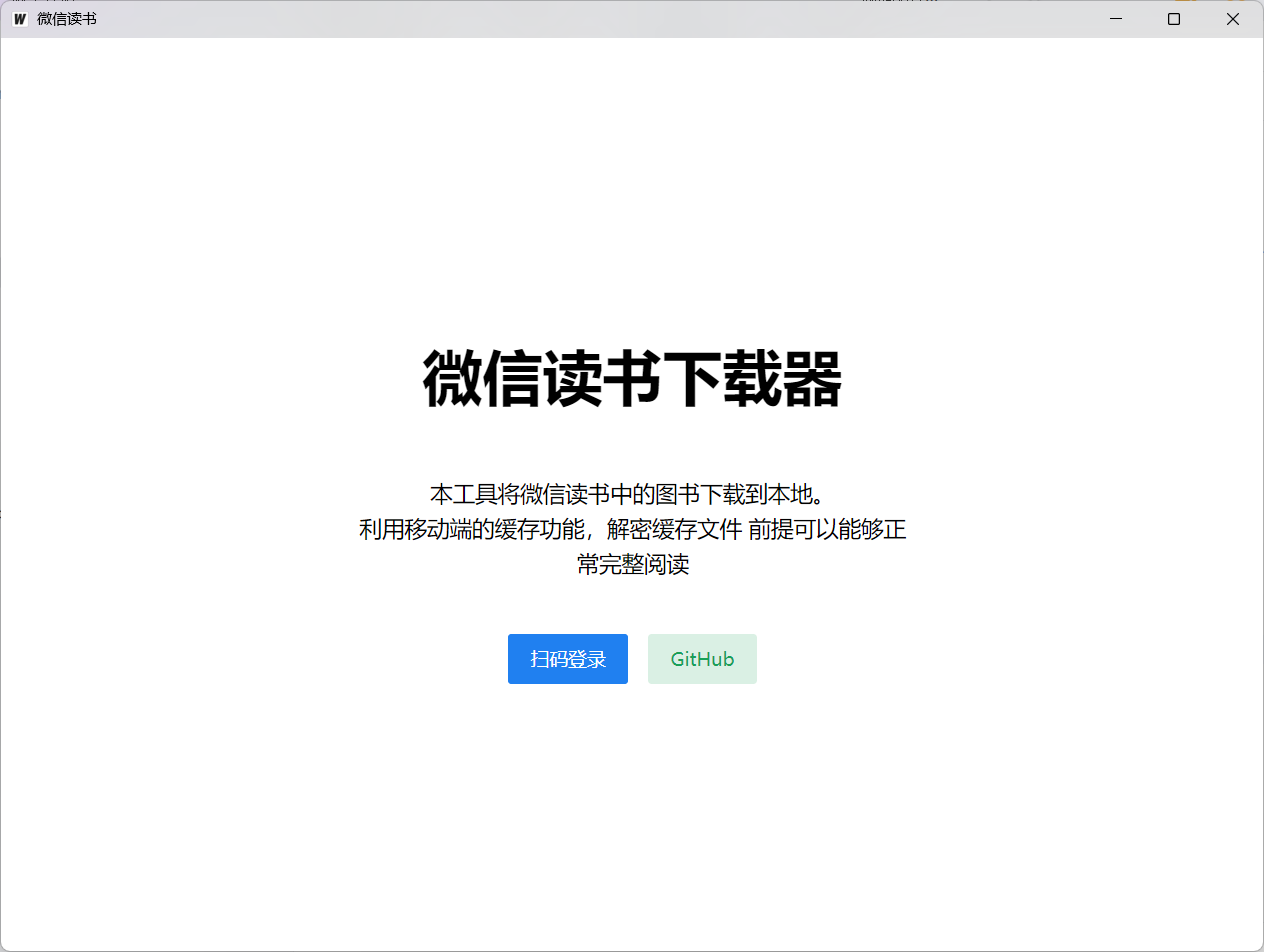 W 微信读书
微信读书下载器
本工具将微信读书中的图书下载到本地。
利用移动端的缓存功能，解密缓存文件 前提可以能够正
常完整阅读
扫码登录 GitHub